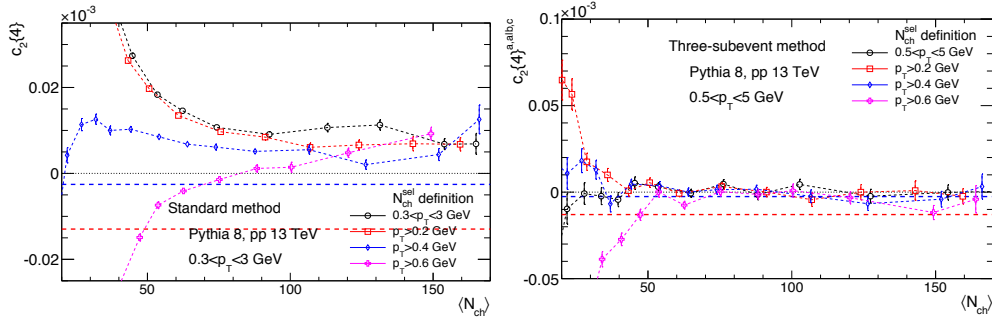 ×10⁻³
c₂{4}
0.02
0
-0.02
50
100
150
⟨N_ch⟩
Standard method
Pythia 8, pp 13 TeV
0.3<p_T<3 GeV
N_ch^sel definition
0.3<p_T<3 GeV
p_T>0.2 GeV
p_T>0.4 GeV
p_T>0.6 GeV
×10⁻³
c₂{4}^a,alb,c
0.1
0.05
0
-0.05
50
100
150
⟨N_ch⟩
Three-subevent method
Pythia 8, pp 13 TeV
0.5<p_T<5 GeV
N_ch^sel definition
0.5<p_T<5 GeV
p_T>0.2 GeV
p_T>0.4 GeV
p_T>0.6 GeV